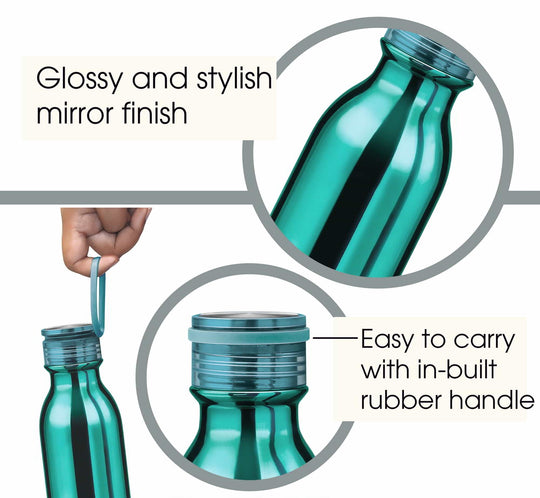 Glossy and stylish
mirror finish
Easy to carry
with in-built
rubber handle